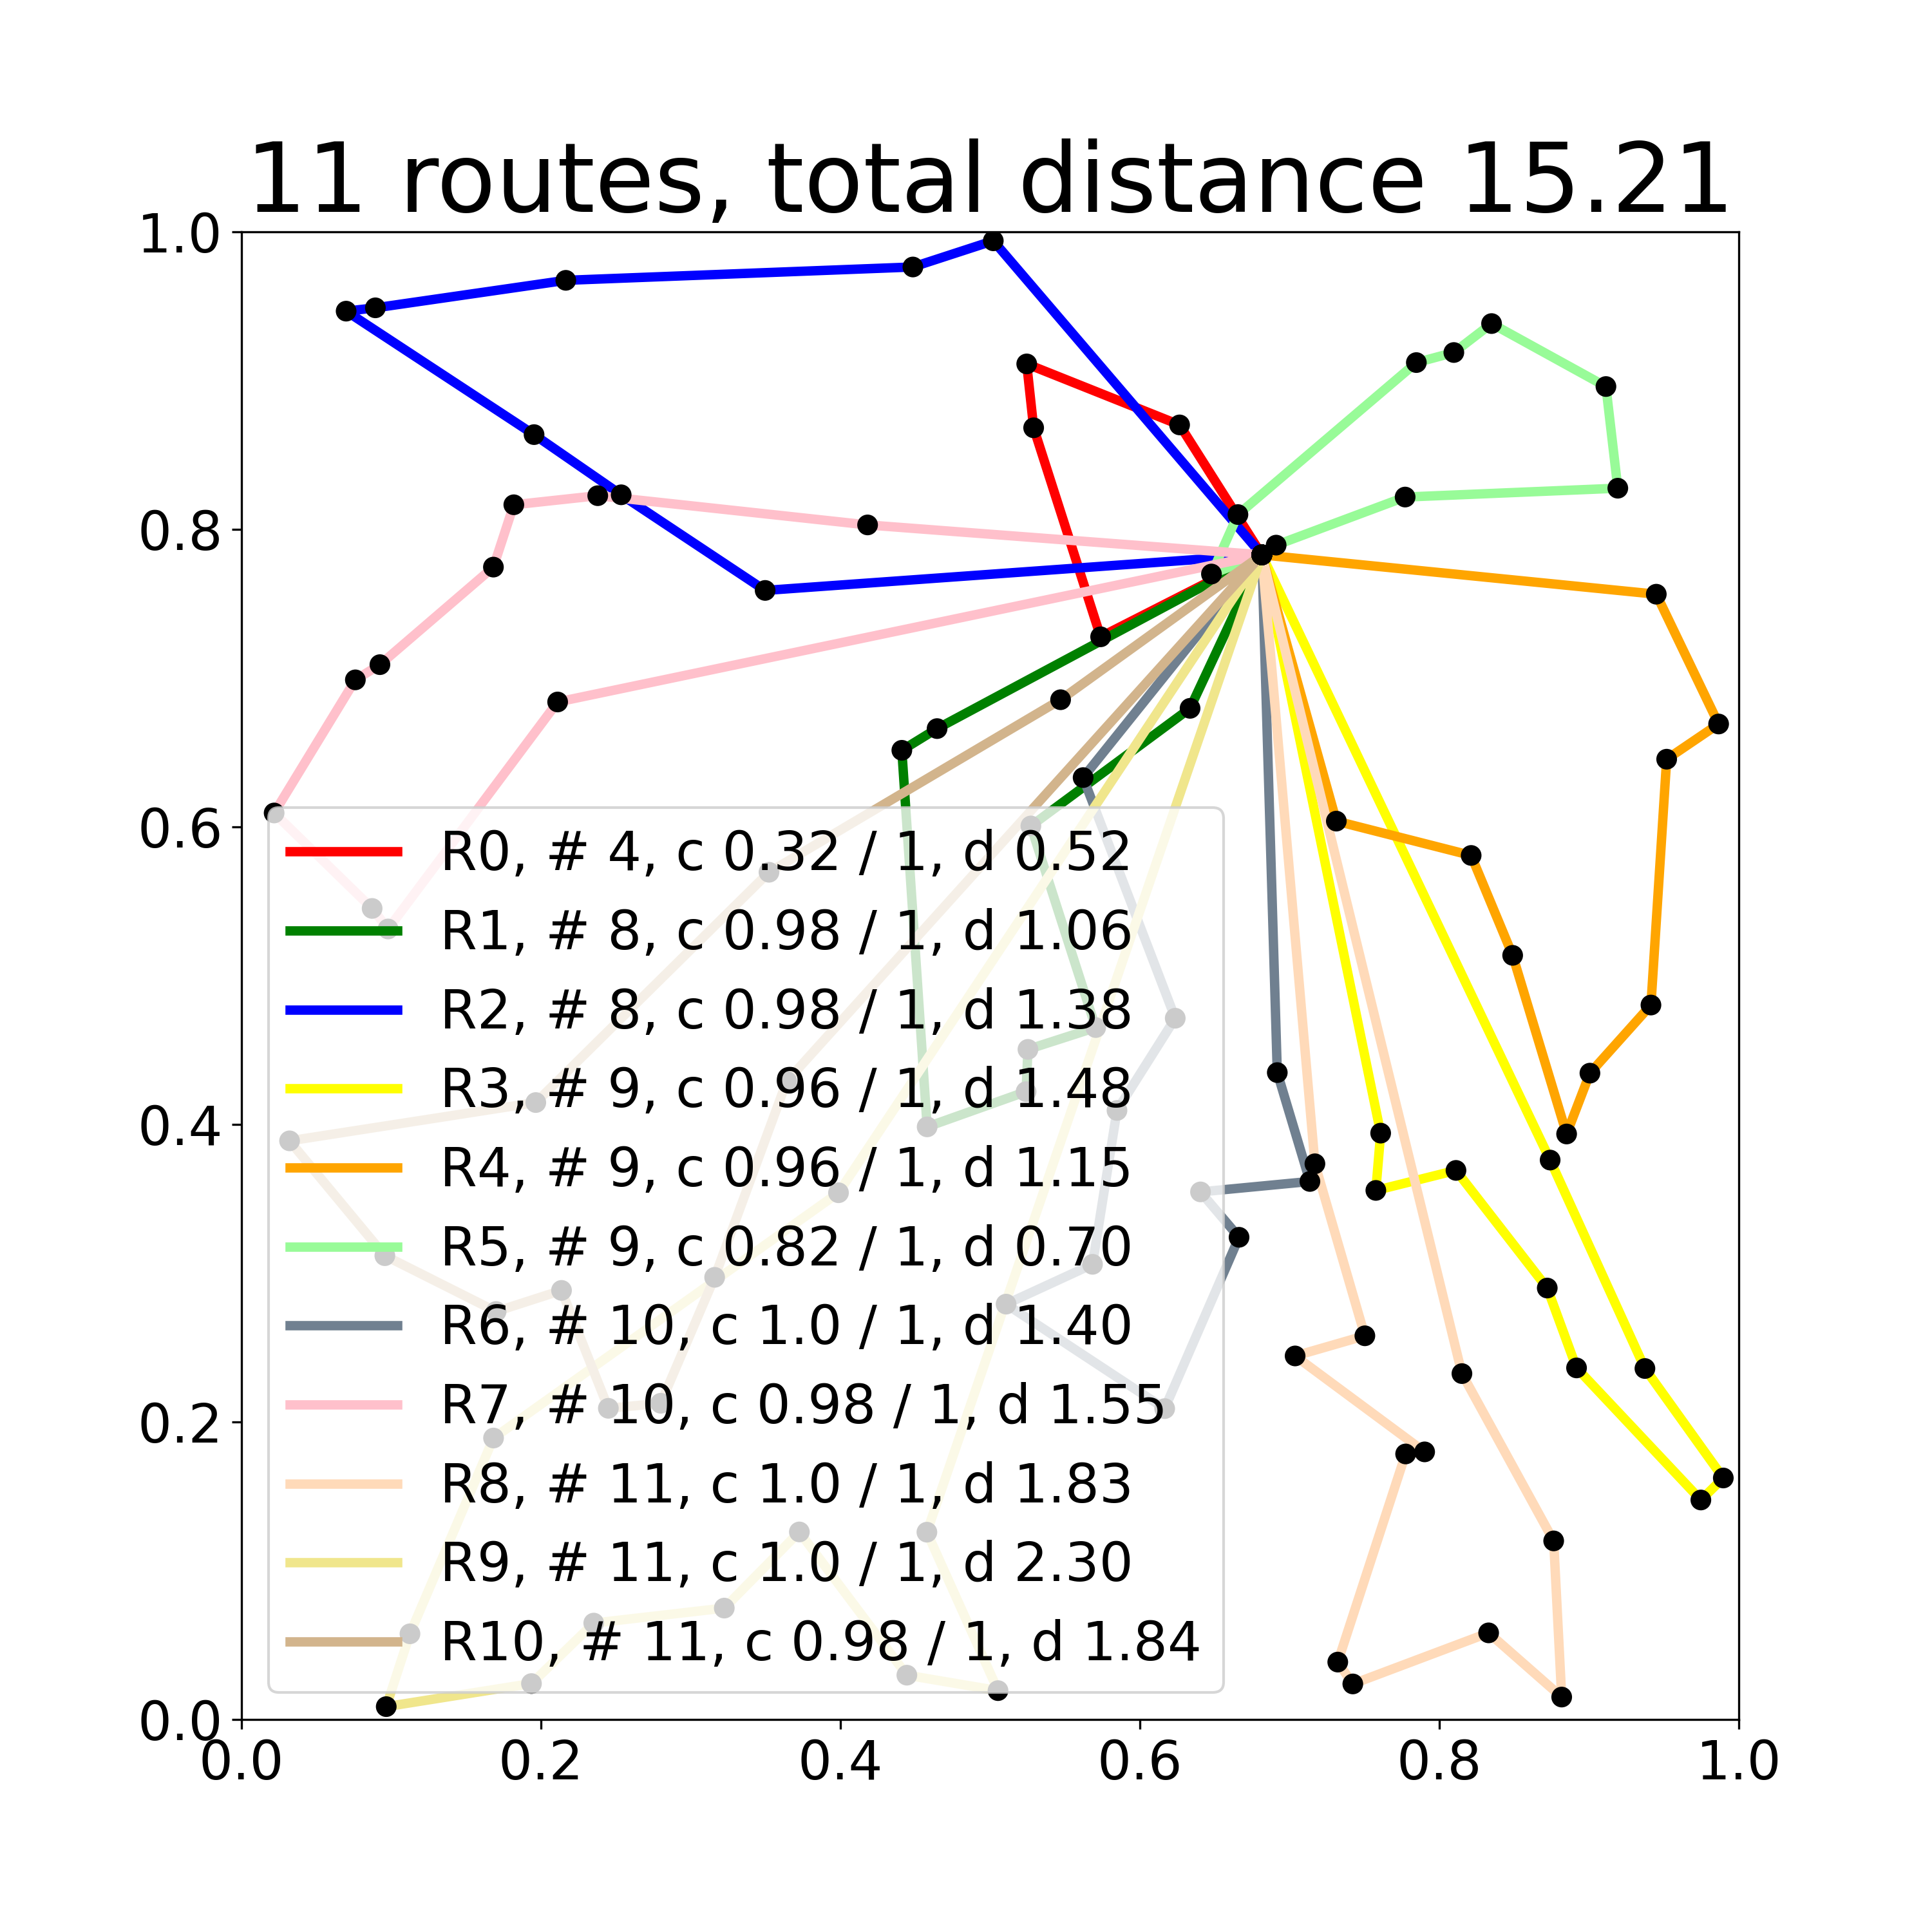 11 routes, total distance 15.21
1.0
0.8
0.6
R0, # 4, c 0.32 / 1, d 0.52
R1, # 8, c 0.98 / 1, d 1.06
R2, # 8, c 0.98 / 1, d 1.38
R3, # 9, c 0.96 / 1, d 1.48
0.4
R4, # 9, c 0.96 / 1, d 1.15
R5, # 9, c 0.82 / 1, d 0.70
R6, # 10, c 1.0 / 1, d 1.40
R7, # 10, c 0.98 / 1, d 1.55
0.2
R8, # 11, c 1.0 / 1, d 1.83
R9, # 11, c 1.0 / 1, d 2.30
R10, # 11, c 0.98 / 1, d 1.84
0.0
0.0 0.2 0.4 0.6 0.8 1.0